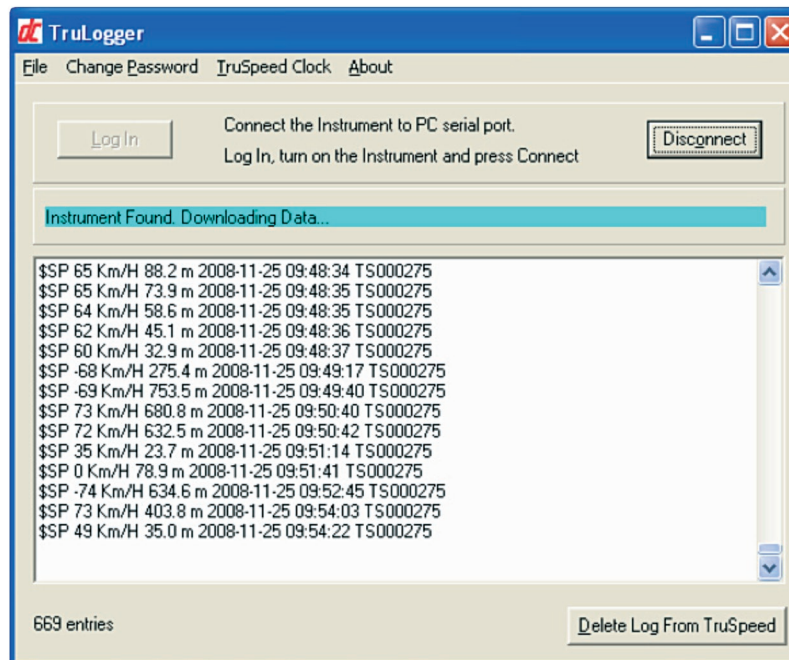 dc TruLogger
File Change Password TruSpeed Clock About
Log In
Connect the Instrument to PC serial port.
Log In, turn on the Instrument and press Connect
Disconnect
Instrument Found. Downloading Data...
$SP 65 Km/H 88.2 m 2008-11-25 09:48:34 TS000275
$SP 65 Km/H 73.9 m 2008-11-25 09:48:35 TS000275
$SP 64 Km/H 58.6 m 2008-11-25 09:48:35 TS000275
$SP 62 Km/H 45.1 m 2008-11-25 09:48:36 TS000275
$SP 60 Km/H 32.9 m 2008-11-25 09:48:37 TS000275
$SP -68 Km/H 275.4 m 2008-11-25 09:49:17 TS000275
$SP -69 Km/H 753.5 m 2008-11-25 09:49:40 TS000275
$SP 73 Km/H 680.8 m 2008-11-25 09:50:40 TS000275
$SP 72 Km/H 632.5 m 2008-11-25 09:50:42 TS000275
$SP 35 Km/H 23.7 m 2008-11-25 09:51:14 TS000275
$SP 0 Km/H 78.9 m 2008-11-25 09:51:41 TS000275
$SP -74 Km/H 634.6 m 2008-11-25 09:52:45 TS000275
$SP 73 Km/H 403.8 m 2008-11-25 09:54:03 TS000275
$SP 49 Km/H 35.0 m 2008-11-25 09:54:22 TS000275
669 entries
Delete Log From TruSpeed